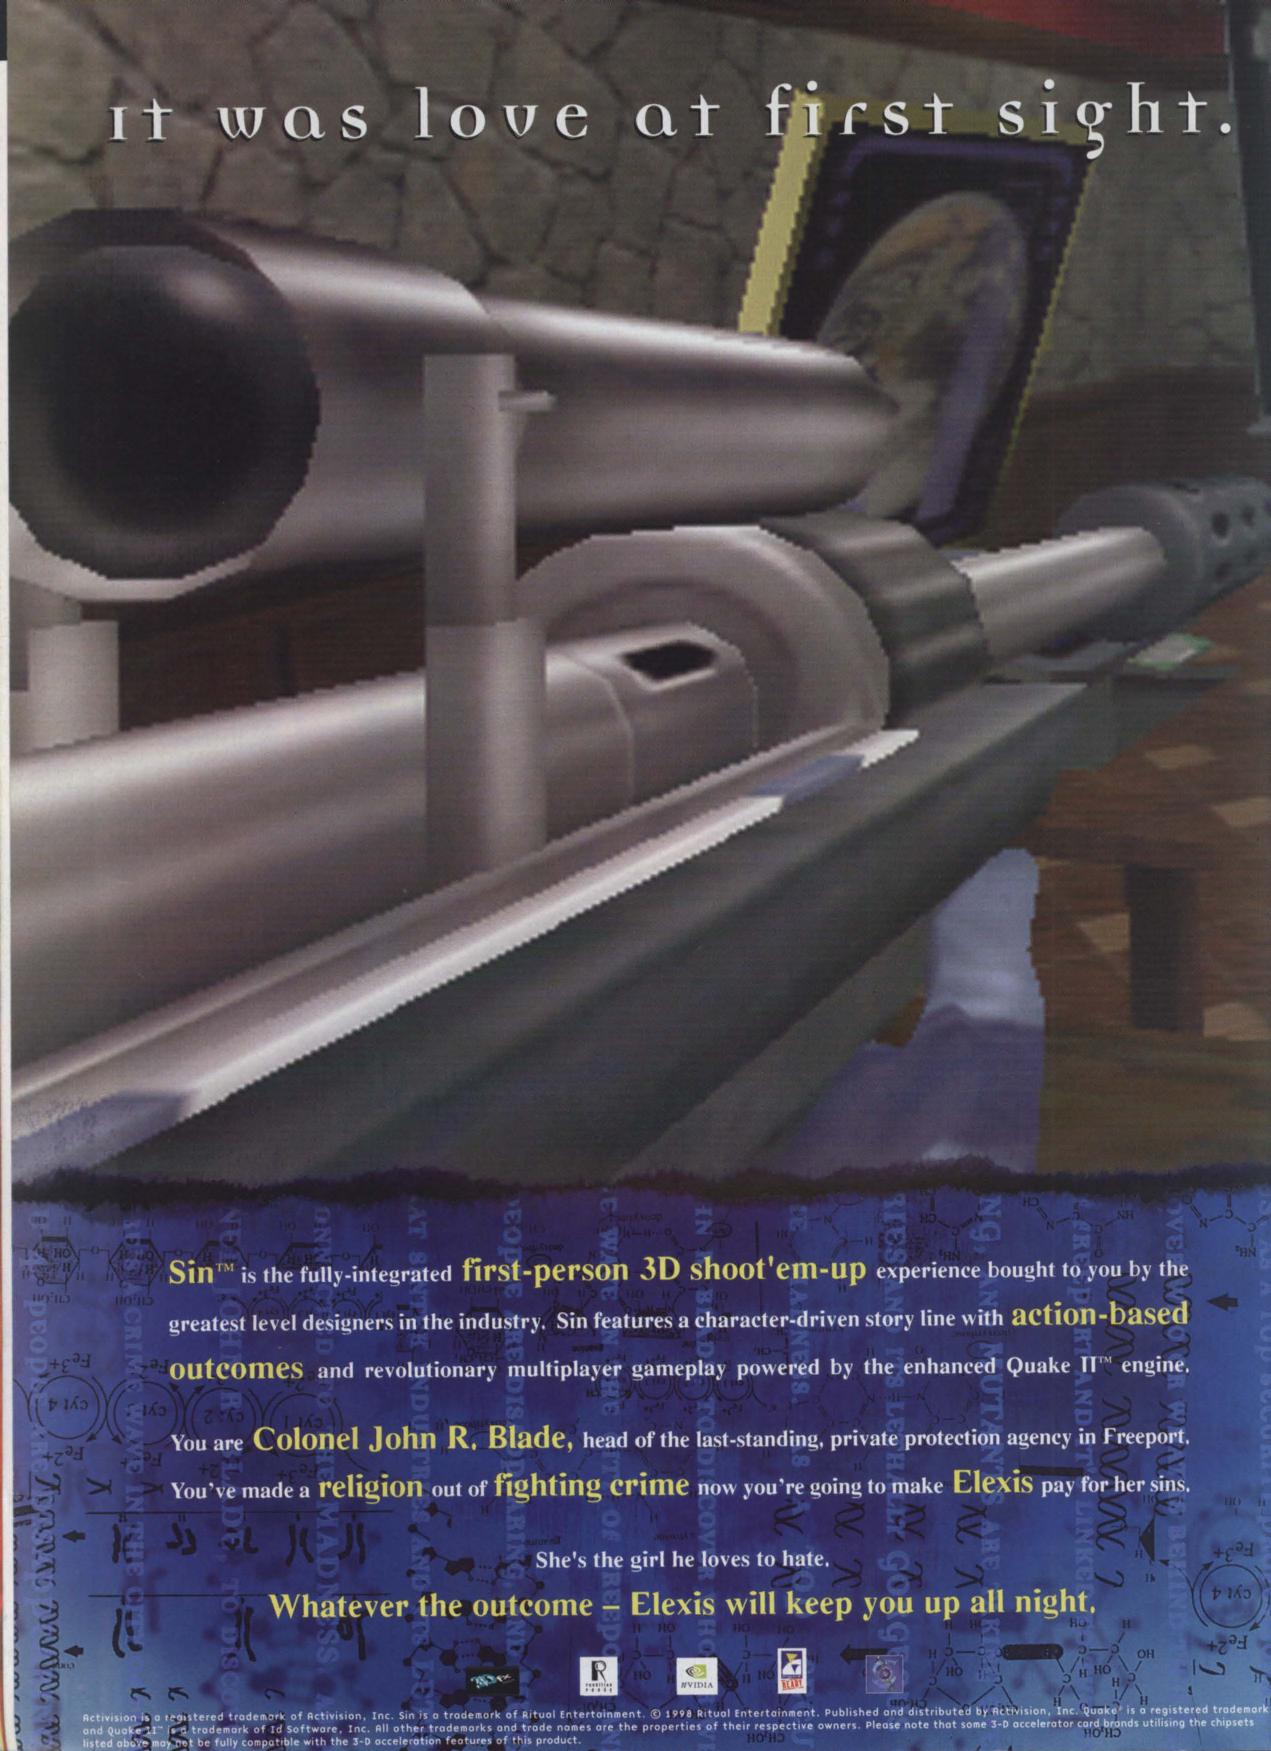 It was love at first sight.
Sin™ is the fully-integrated first-person 3D shoot'em-up experience bought to you by the
greatest level designers in the industry. Sin features a character-driven story line with action-based
outcomes and revolutionary multiplayer gameplay powered by the enhanced Quake II™ engine.
You are Colonel John R. Blade, head of the last-standing, private protection agency in Freeport.
You've made a religion out of fighting crime now you're going to make Elexis pay for her sins.
She's the girl he loves to hate.
Whatever the outcome – Elexis will keep you up all night.
R
NVIDIA
READY
Activision is a registered trademark of Activision, Inc. Sin is a trademark of Ritual Entertainment. © 1998 Ritual Entertainment. Published and distributed by Activision, Inc. Quake® is a registered trademark
and Quake II™ is a trademark of Id Software, Inc. All other trademarks and trade names are the properties of their respective owners. Please note that some 3-D accelerator card brands utilising the chipsets
listed above may not be fully compatible with the 3-D acceleration features of this product.